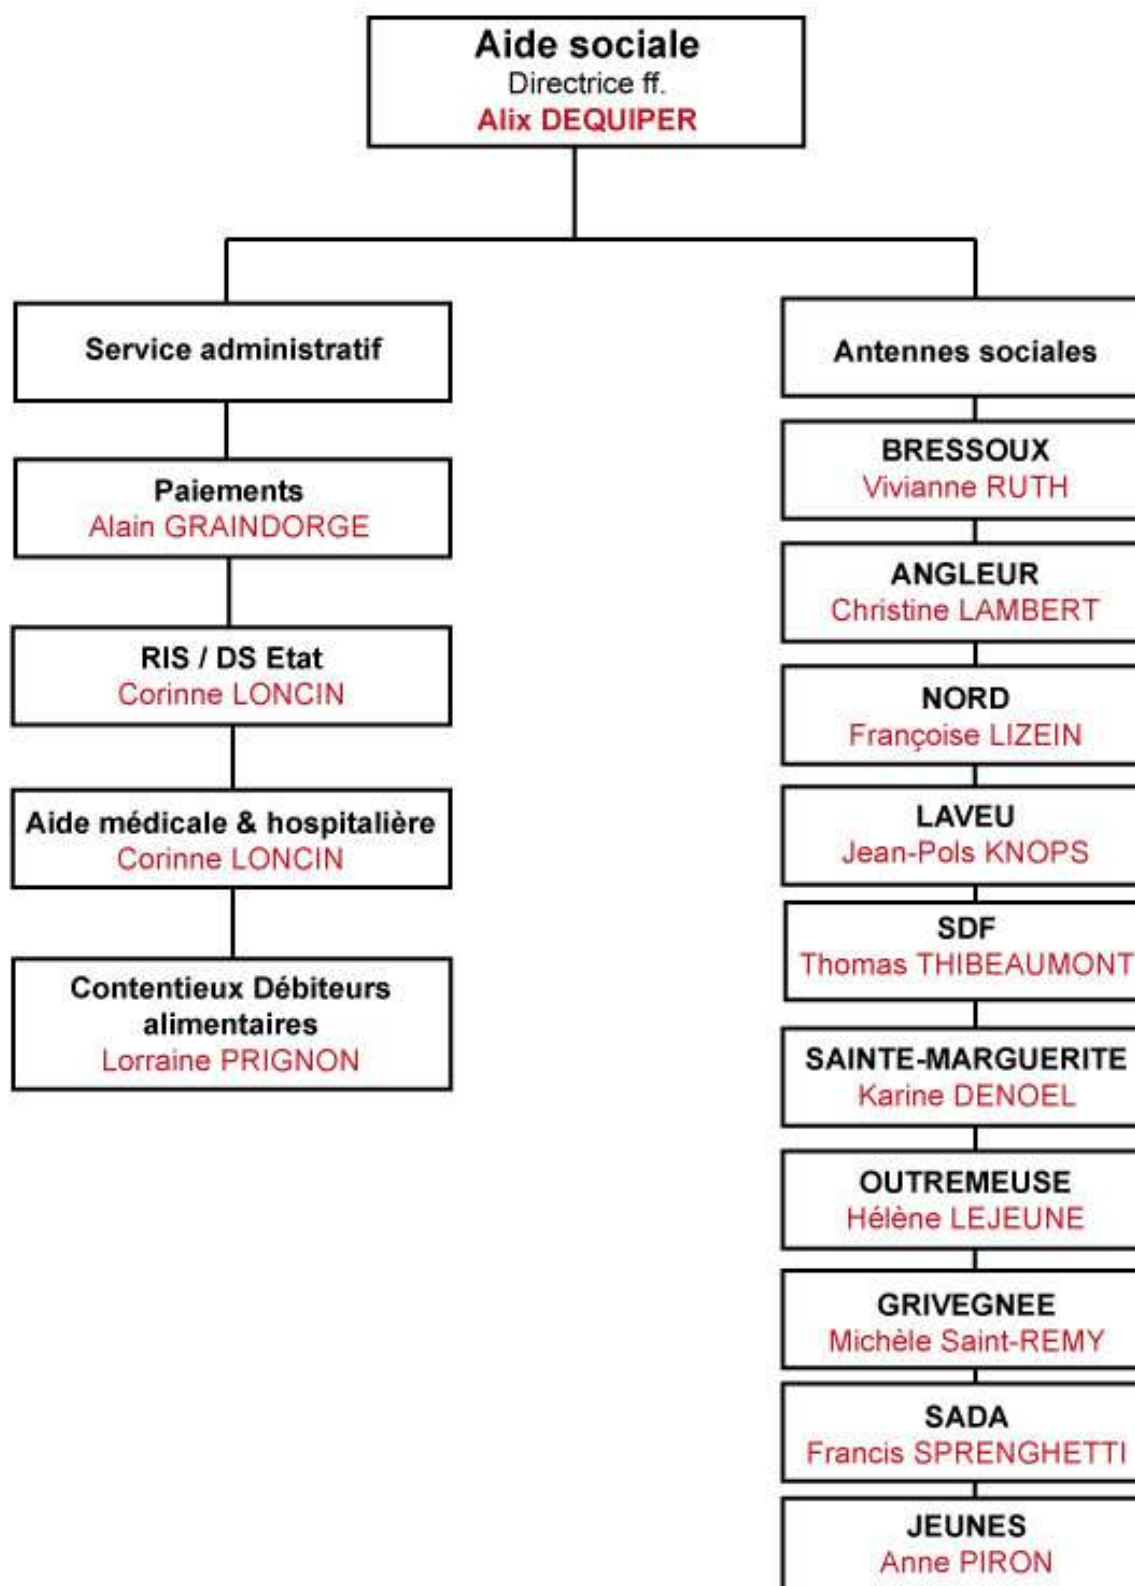 Aide sociale
Directrice ff.
Alix DEQUIPER
Service administratif
Paiements
Alain GRAINDORGE
RIS / DS Etat
Corinne LONCIN
Aide médicale & hospitalière
Corinne LONCIN
Contentieux Débiteurs
alimentaires
Lorraine PRIGNON
Antennes sociales
BRESSOUX
Vivianne RUTH
ANGLEUR
Christine LAMBERT
NORD
Françoise LIZEIN
LAVEU
Jean-Pols KNOPS
SDF
Thomas THIBEAUMONT
SAINTE-MARGUERITE
Karine DENOEL
OUTREMEUSE
Hélène LEJEUNE
GRIVEGNEE
Michèle Saint-REMY
SADA
Francis SPRENGHETTI
JEUNES
Anne PIRON